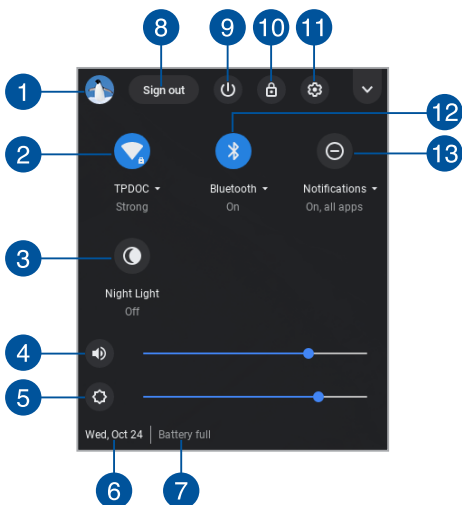 8 9 10 11
1 Sign out
12
2 13
TPDOC Bluetooth Notifications
Strong On On, all apps
3
Night Light
Off
4
5
Wed, Oct 24 Battery full
6 7